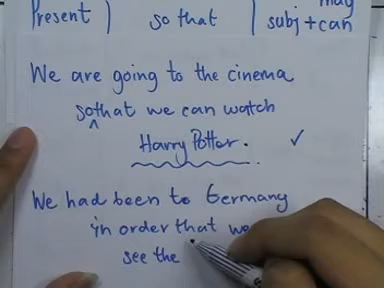 Present ) so that | may
subj + can
We are going to the cinema
so that we can watch
Harry Potter. ✓
We had been to Germany
in order that we
see the